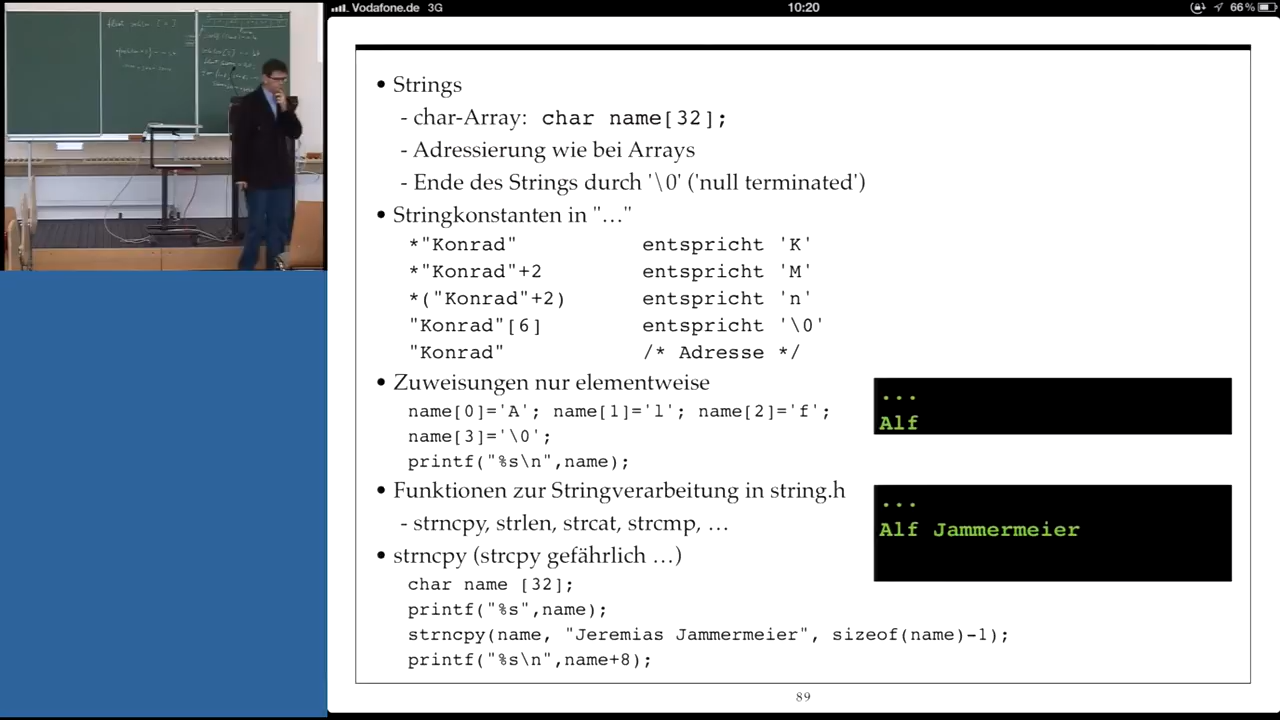 Vodafone.de 3G
10:20
66%
• Strings
- char-Array: char name[32];
- Adressierung wie bei Arrays
- Ende des Strings durch '\0' ('null terminated')
• Stringkonstanten in "…"
*"Konrad" entspricht 'K'
*"Konrad"+2 entspricht 'M'
*("Konrad"+2) entspricht 'n'
"Konrad"[6] entspricht '\0'
"Konrad" /* Adresse */
• Zuweisungen nur elementweise
name[0]='A'; name[1]='l'; name[2]='f';
name[3]='\0';
printf("%s\n",name);
...
Alf
• Funktionen zur Stringverarbeitung in string.h
- strncpy, strlen, strcat, strcmp, …
• strncpy (strcpy gefährlich …)
char name [32];
printf("%s",name);
strncpy(name, "Jeremias Jammermeier", sizeof(name)-1);
printf("%s\n",name+8);
...
Alf Jammermeier
89